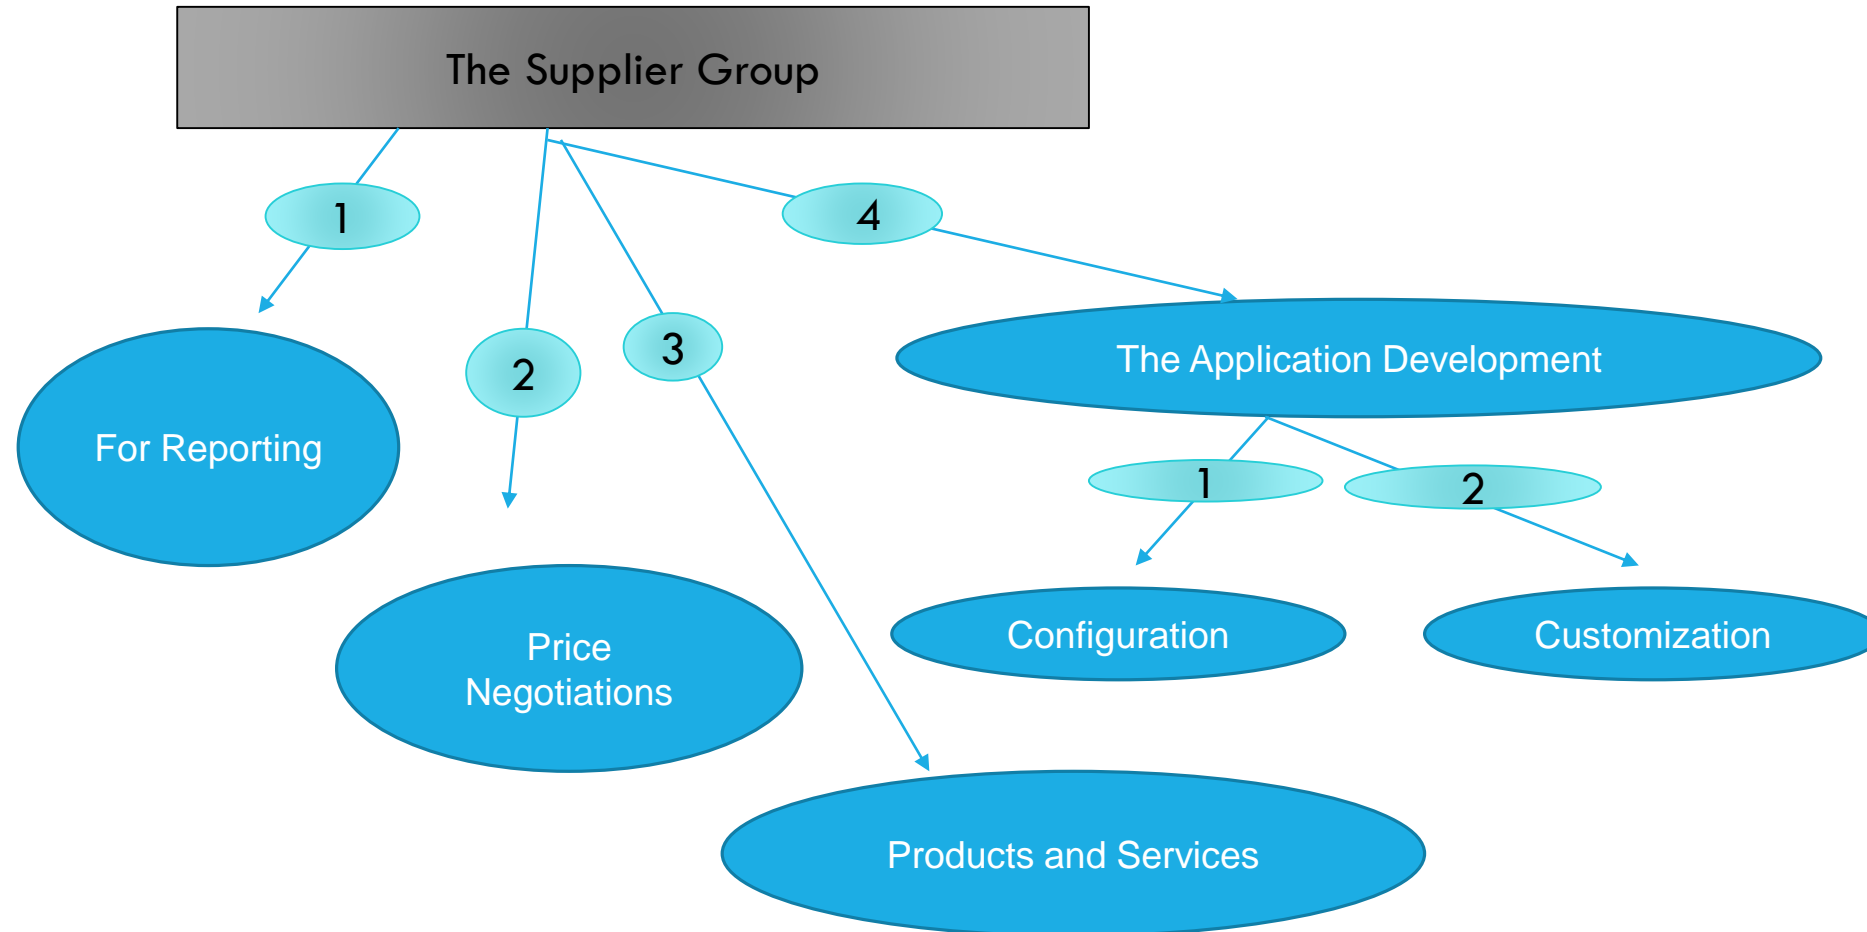 The Supplier Group
1
4
2
3
The Application Development
For Reporting
1
2
Price
Negotiations
Configuration
Customization
Products and Services